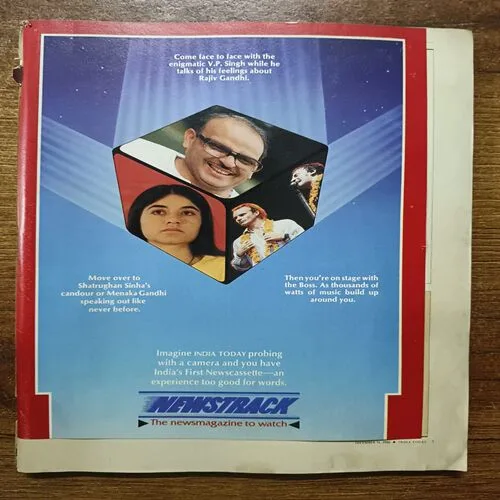 Come face to face with the
enigmatic V.P. Singh while he
talks of his feelings about
Rajiv Gandhi.
Move over to
Shatrughan Sinha's
candour or Menaka Gandhi
speaking out like
never before.
Then you're on stage with
the Boss. As thousands of
watts of music build up
around you.
Imagine INDIA TODAY probing
with a camera and you have
India's First Newscassette—an
experience too good for words.
NEWSTRACK
The newsmagazine to watch
INDIA TODAY